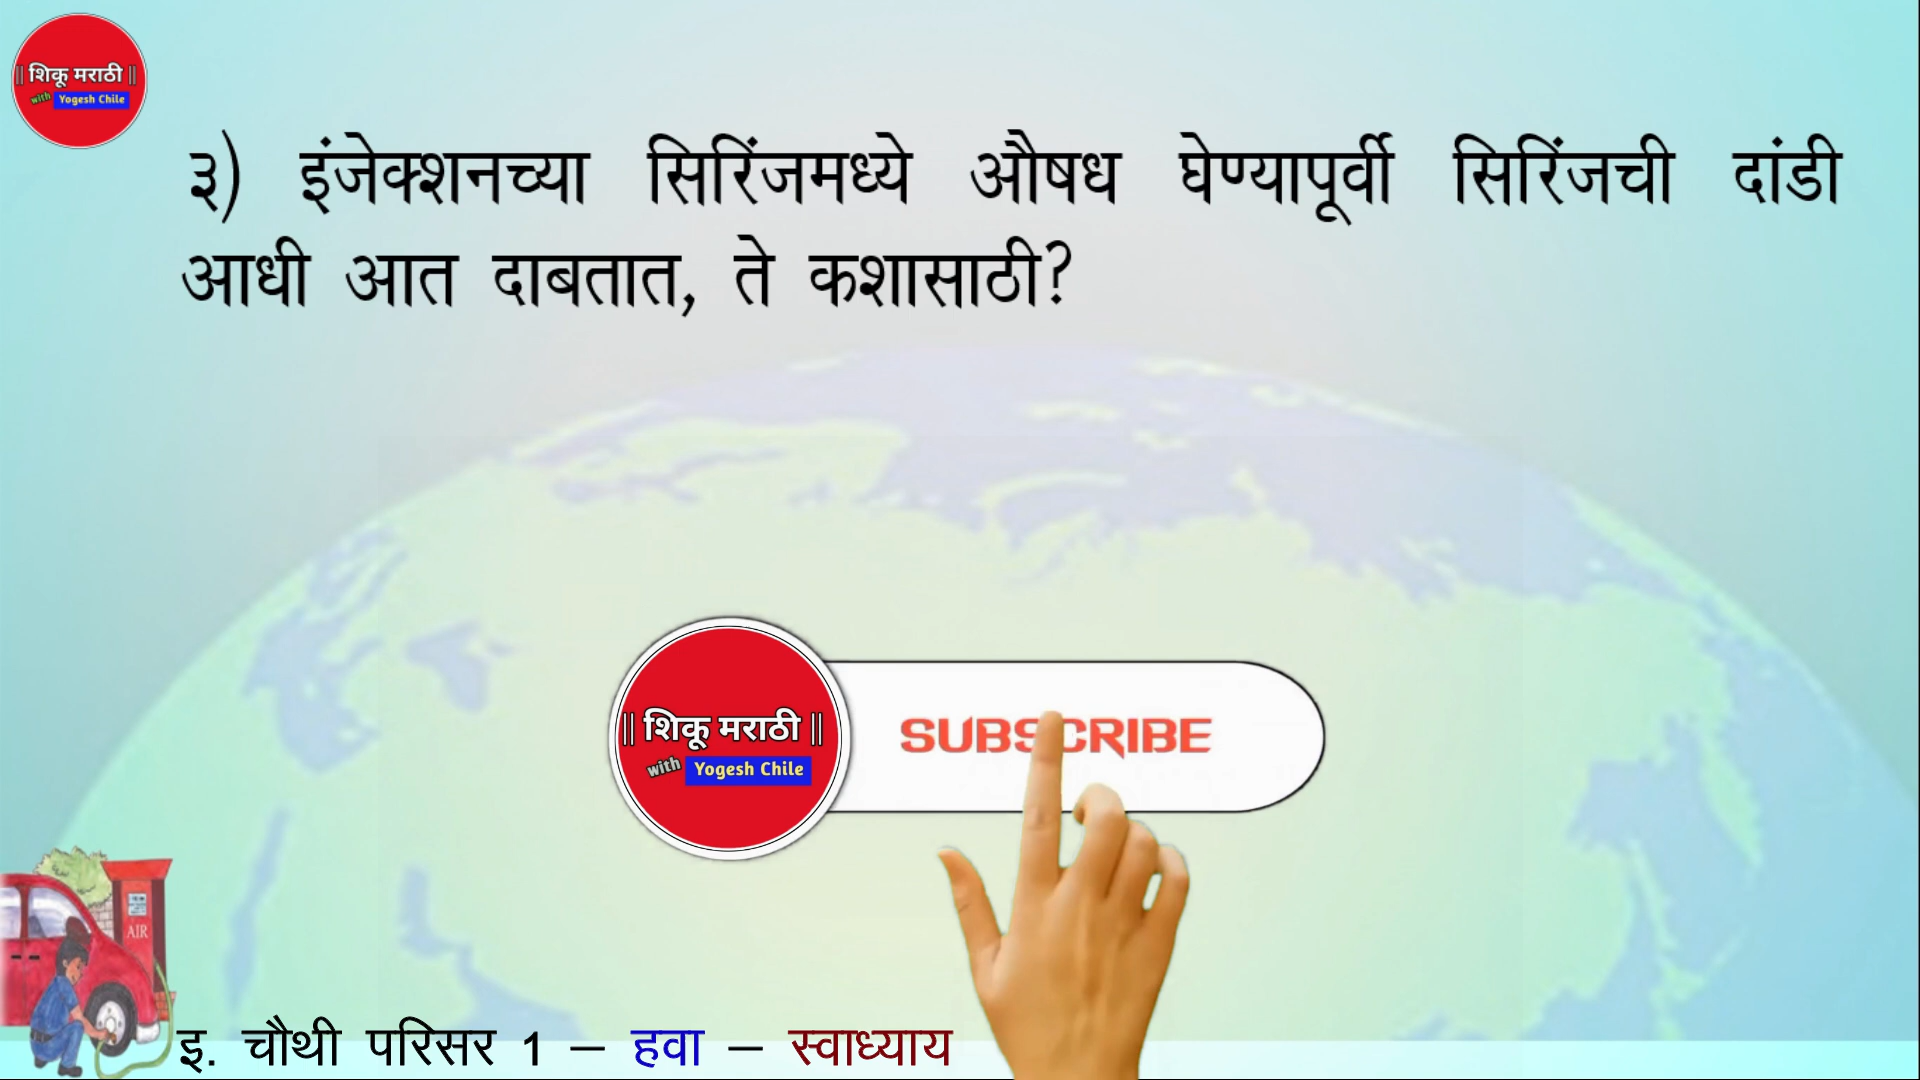 || शिकू मराठी ||
with Yogesh Chile
३) इंजेक्शनच्या सिरिंजमध्ये औषध घेण्यापूर्वी सिरिंजची दांडी
आधी आत दाबतात, ते कशासाठी?
|| शिकू मराठी ||
with Yogesh Chile
SUBSCRIBE
AIR
इ. चौथी परिसर 1 – हवा – स्वाध्याय